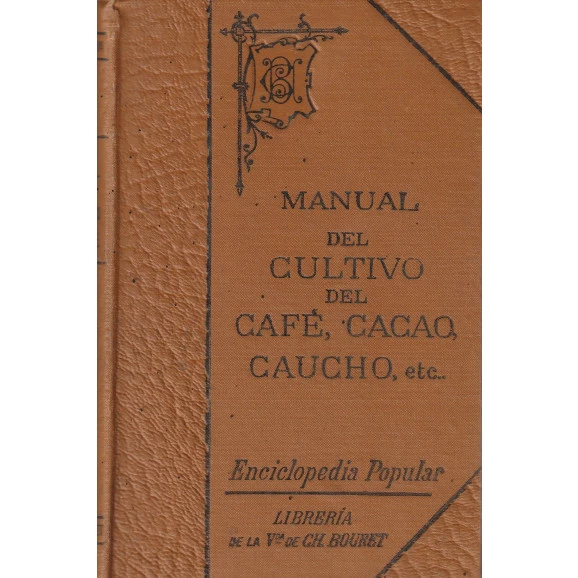 MANUAL
DEL
CULTIVO
DEL
CAFÉ, CACAO,
CAUCHO, etc..
Enciclopedia Popular
LIBRERÍA
DE LA Vda DE CH. BOURET